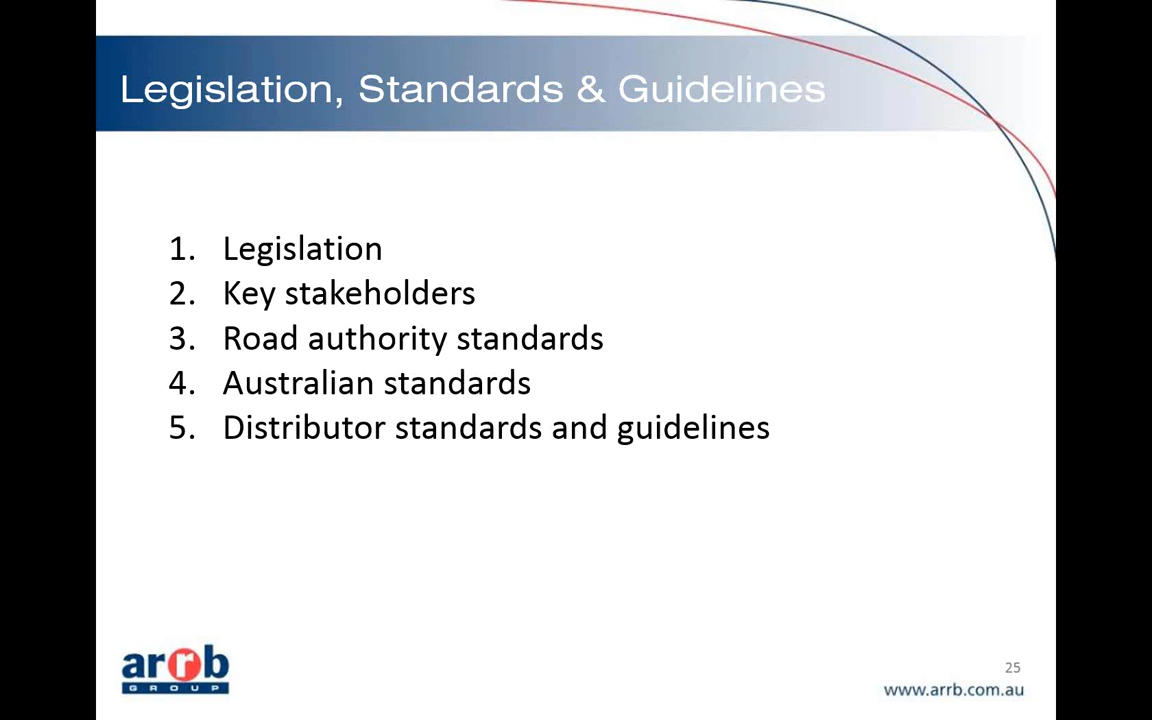 Legislation, Standards & Guidelines
1. Legislation
2. Key stakeholders
3. Road authority standards
4. Australian standards
5. Distributor standards and guidelines
arrb
GROUP
25
www.arrb.com.au